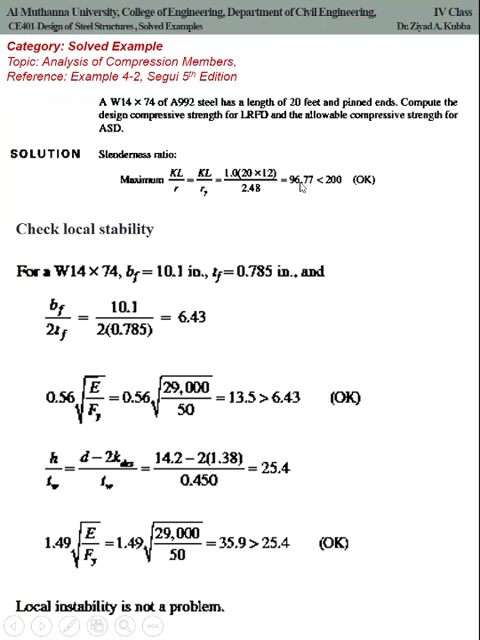 Al-Muthanna University, College of Engineering, Department of Civil Engineering, IV Class
CE401-Design of Steel Structures, Solved Examples Dr. Ziyad A. Kubba
Category: Solved Example
Topic: Analysis of Compression Members,
Reference: Example 4-2, Segui 5th Edition
A W14 × 74 of A992 steel has a length of 20 feet and pinned ends. Compute the
design compressive strength for LRFD and the allowable compressive strength for
ASD.
SOLUTION Slenderness ratio:
Maximum KL/r = KL/r_y = 1.0(20 × 12)/2.48 = 96.77 < 200 (OK)
Check local stability
For a W14 × 74, b_f = 10.1 in., t_f = 0.785 in., and
b_f/2t_f = 10.1/2(0.785) = 6.43
0.56√(E/F_y) = 0.56√(29,000/50) = 13.5 > 6.43 (OK)
h/t_w = (d − 2k_des)/t_w = (14.2 − 2(1.38))/0.450 = 25.4
1.49√(E/F_y) = 1.49√(29,000/50) = 35.9 > 25.4 (OK)
Local instability is not a problem.